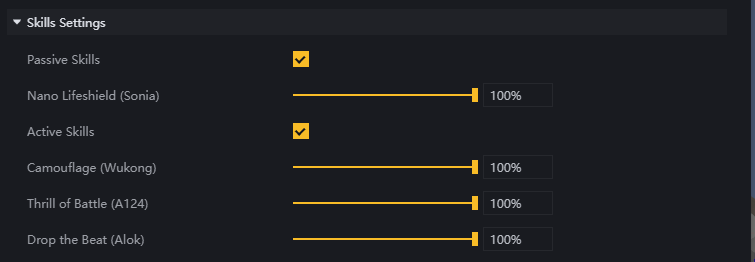 Skills Settings
Passive Skills
Nano Lifeshield (Sonia) 100%
Active Skills
Camouflage (Wukong) 100%
Thrill of Battle (A124) 100%
Drop the Beat (Alok) 100%